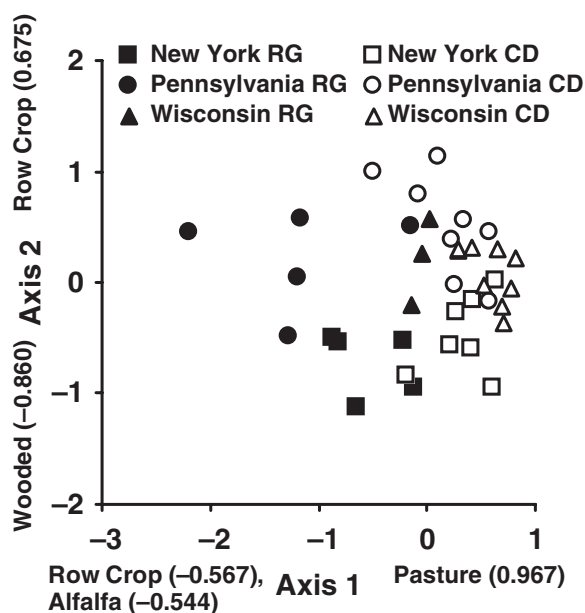 New York RG
New York CD
Pennsylvania RG
Pennsylvania CD
Wisconsin RG
Wisconsin CD
Row Crop (0.675)
Axis 2
Wooded (−0.860)
2
1
0
−1
−2
−3 −2 −1 0 1
Row Crop (−0.567),
Alfalfa (−0.544)
Axis 1
Pasture (0.967)